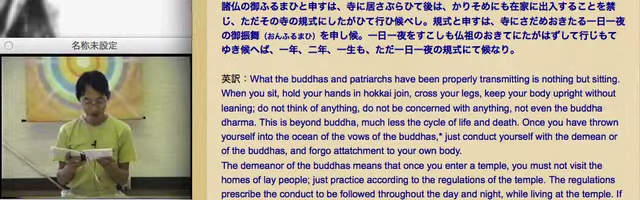 諸仏の御ふるまひと申すは、寺に居さぶらひて後は、かりそめにも在家に出入することを禁
じ、ただその寺の規式にしたがひて行じ候べし。規式と申すは、寺にさだめおきたる一日一夜
の御振舞（おんふるまひ）を申し候。一日一夜をすこしも仏祖のおきてにたがはずして行じもて
ゆき候へば、一年、二年、一生も、ただ一日一夜の規式にて候なり。
名称未設定
英訳：What the buddhas and patriarchs have been properly transmitting is nothing but sitting.
When you sit, hold your hands in hokkai join, cross your legs, keep your body upright without
leaning; do not think of anything, do not be concerned with anything, not even the buddha
dharma. This is beyond buddha, much less the cycle of life and death. Once you have thrown
yourself into the ocean of the vows of the buddhas,* just conduct yourself with the demean or
of the buddhas, and forgo attatchment to your own body.
The demeanor of the buddhas means that once you enter a temple, you must not visit the
homes of lay people; just practice according to the regulations of the temple. The regulations
prescribe the conduct to be followed throughout the day and night, while living at the temple. If